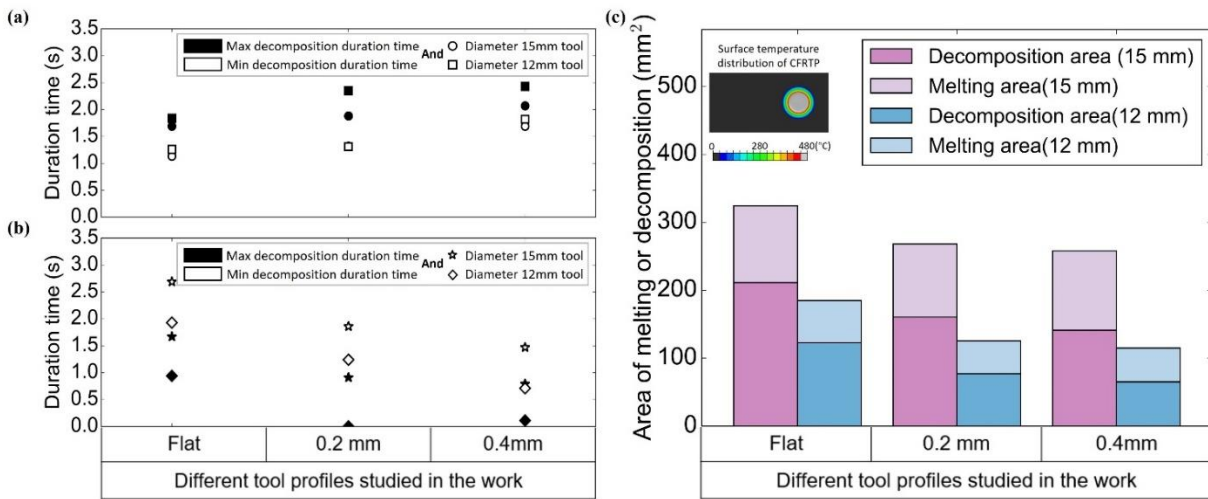 (a)
Duration time (s)
3.5
3.0
2.5
2.0
1.5
1.0
0.5
0.0
Max decomposition duration time
Min decomposition duration time
And
Diameter 15mm tool
Diameter 12mm tool
(b)
Duration time (s)
3.5
3.0
2.5
2.0
1.5
1.0
0.5
0.0
Max decomposition duration time
Min decomposition duration time
And
Diameter 15mm tool
Diameter 12mm tool
Flat
0.2 mm
0.4mm
Different tool profiles studied in the work
(c)
Area of melting or decomposition (mm²)
500
400
300
200
100
0
Surface temperature
distribution of CFRTP
0 280 480(°C)
Decomposition area (15 mm)
Melting area(15 mm)
Decomposition area(12 mm)
Melting area(12 mm)
Flat
0.2 mm
0.4mm
Different tool profiles studied in the work